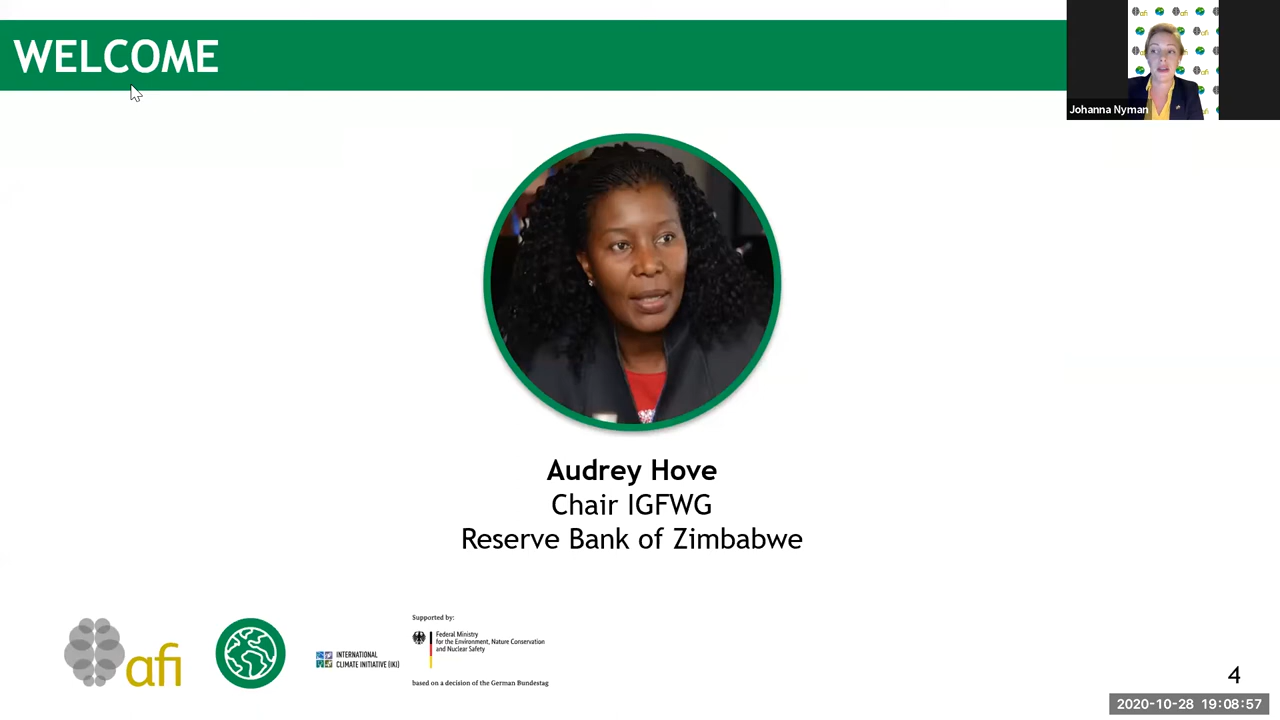 WELCOME
Johanna Nyman
Audrey Hove
Chair IGFWG
Reserve Bank of Zimbabwe
afi
INTERNATIONAL
CLIMATE INITIATIVE (IKI)
Supported by:
Federal Ministry
for the Environment, Nature Conservation
and Nuclear Safety
based on a decision of the German Bundestag
4
2020-10-28 19:08:57